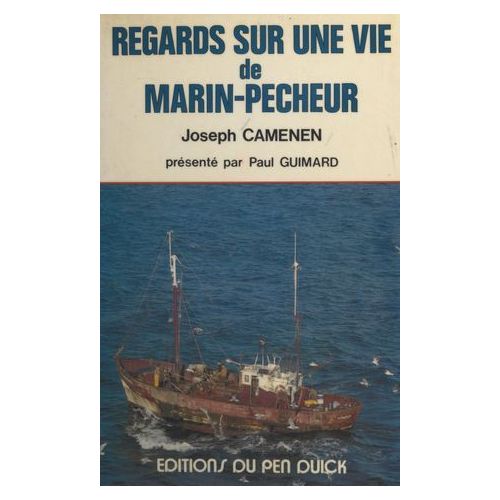 REGARDS SUR UNE VIE
de
MARIN-PECHEUR
Joseph CAMENEN
présenté par Paul GUIMARD
EDITIONS DU PEN DUICK